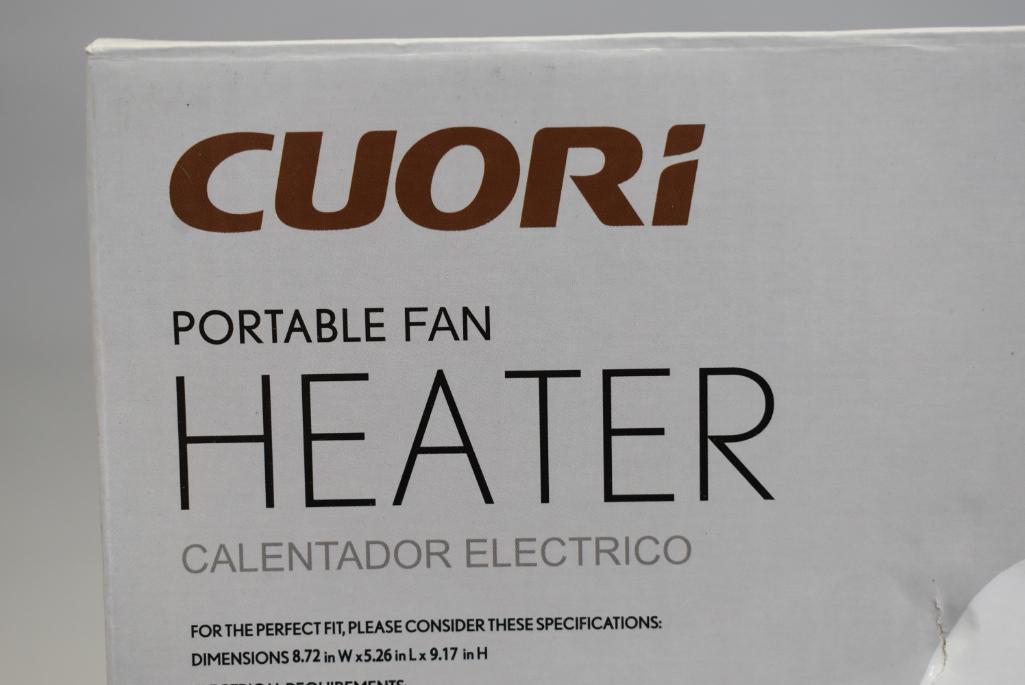 CUORi
PORTABLE FAN
HEATER
CALENTADOR ELECTRICO
FOR THE PERFECT FIT, PLEASE CONSIDER THESE SPECIFICATIONS:
DIMENSIONS 8.72 in W x 5.26 in L x 9.17 in H